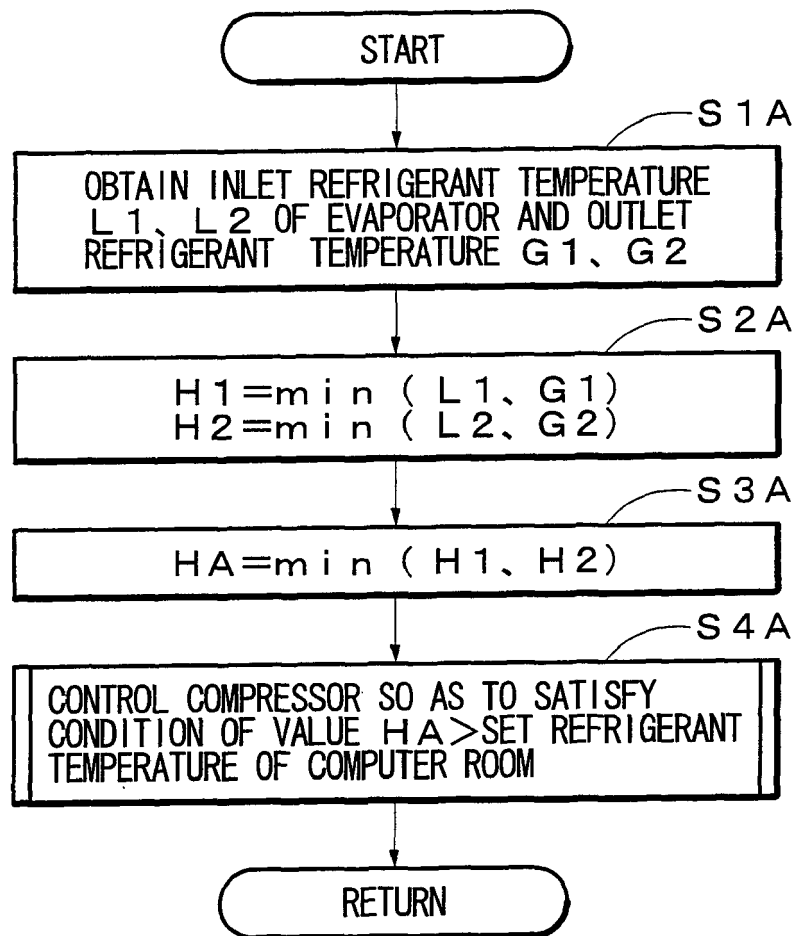 START
S1A
OBTAIN INLET REFRIGERANT TEMPERATURE
L1、L2 OF EVAPORATOR AND OUTLET
REFRIGERANT TEMPERATURE G1、G2
S2A
H1=min (L1、G1)
H2=min (L2、G2)
S3A
HA=min (H1、H2)
S4A
CONTROL COMPRESSOR SO AS TO SATISFY
CONDITION OF VALUE HA>SET REFRIGERANT
TEMPERATURE OF COMPUTER ROOM
RETURN